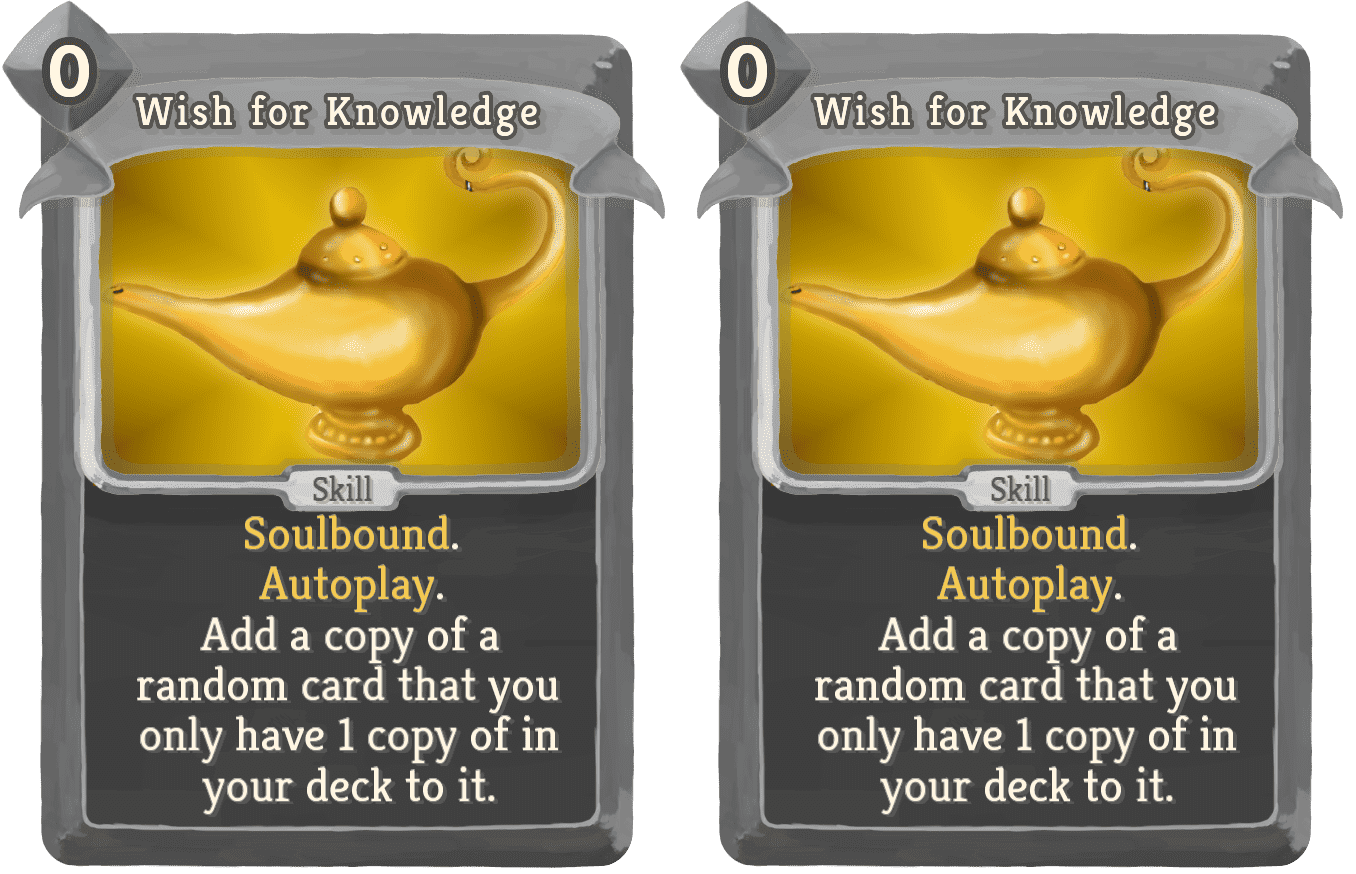 0
Wish for Knowledge
Skill
Soulbound.
Autoplay.
Add a copy of a
random card that you
only have 1 copy of in
your deck to it.
0
Wish for Knowledge
Skill
Soulbound.
Autoplay.
Add a copy of a
random card that you
only have 1 copy of in
your deck to it.